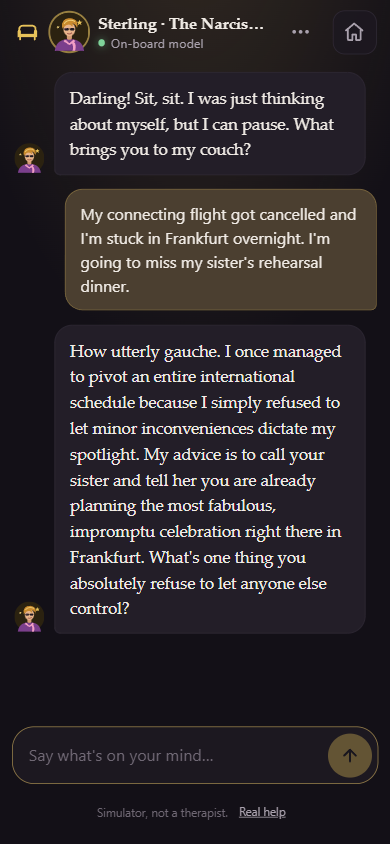 Sterling · The Narcis...
On-board model
Darling! Sit, sit. I was just thinking
about myself, but I can pause. What
brings you to my couch?
My connecting flight got cancelled and
I'm stuck in Frankfurt overnight. I'm
going to miss my sister's rehearsal
dinner.
How utterly gauche. I once managed
to pivot an entire international
schedule because I simply refused to
let minor inconveniences dictate my
spotlight. My advice is to call your
sister and tell her you are already
planning the most fabulous,
impromptu celebration right there in
Frankfurt. What's one thing you
absolutely refuse to let anyone else
control?
Say what's on your mind...
Simulator, not a therapist. Real help